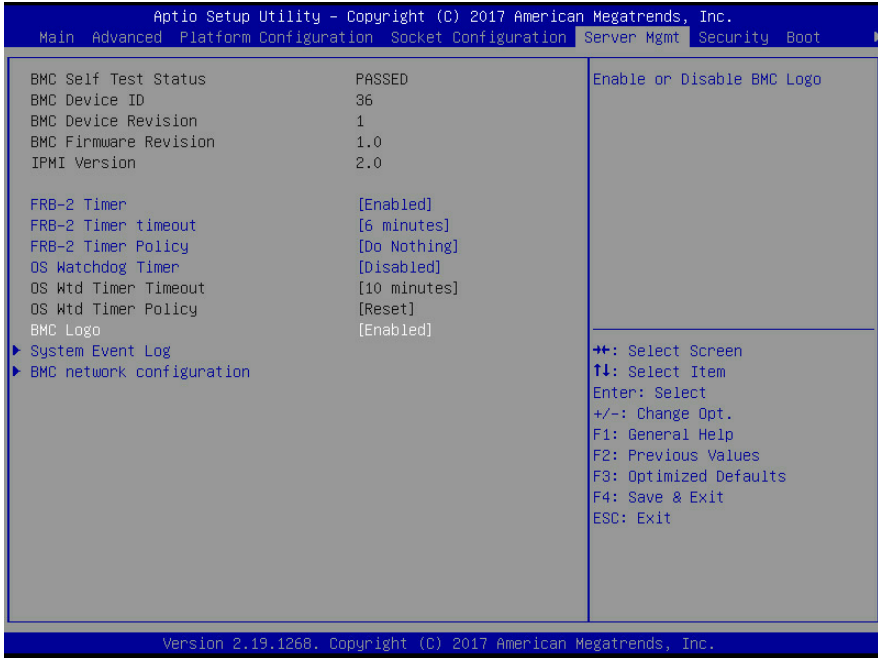 Aptio Setup Utility – Copyright (C) 2017 American Megatrends, Inc.
Main Advanced Platform Configuration Socket Configuration Server Mgmt Security Boot
BMC Self Test Status PASSED
BMC Device ID 36
BMC Device Revision 1
BMC Firmware Revision 1.0
IPMI Version 2.0
FRB-2 Timer [Enabled]
FRB-2 Timer timeout [6 minutes]
FRB-2 Timer Policy [Do Nothing]
OS Watchdog Timer [Disabled]
OS Wtd Timer Timeout [10 minutes]
OS Wtd Timer Policy [Reset]
BMC Logo [Enabled]
System Event Log
BMC network configuration
Enable or Disable BMC Logo
→←: Select Screen
↑↓: Select Item
Enter: Select
+/-: Change Opt.
F1: General Help
F2: Previous Values
F3: Optimized Defaults
F4: Save & Exit
ESC: Exit
Version 2.19.1268. Copyright (C) 2017 American Megatrends, Inc.